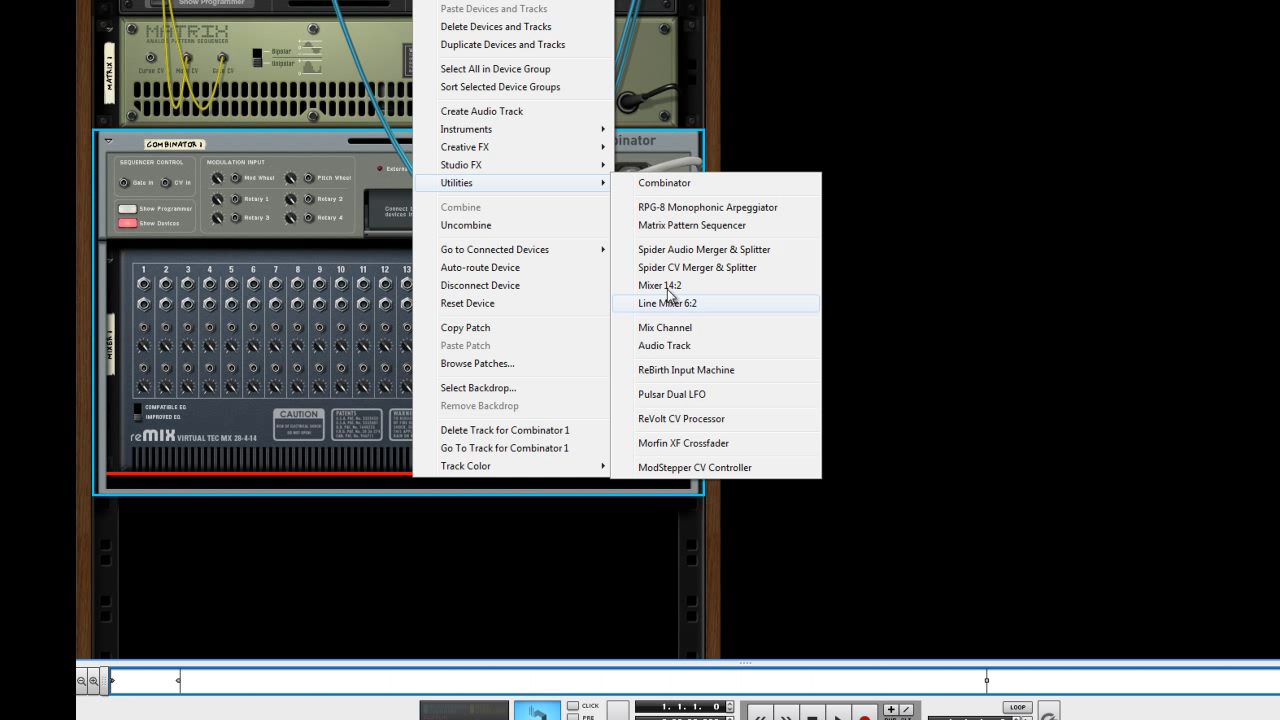 Show Programmer
MATRIX
ANALOG PATTERN SEQUENCER
Curve CV
Note CV
Gate CV
Bipolar
Unipolar
MATRIX 1
COMBINATOR 1
SEQUENCER CONTROL
Gate In
CV In
Show Programmer
Show Devices
MODULATION INPUT
Mod Wheel
Pitch Wheel
Rotary 1
Rotary 2
Rotary 3
Rotary 4
Connect
devices i
1 2 3 4 5 6 7 8 9 10 11 12 13
MIXER 1
COMPATIBLE EQ
IMPROVED EQ
reMIX VIRTUAL TEC MX 28-4-14
CAUTION
PATENTS
Paste Devices and Tracks
Delete Devices and Tracks
Duplicate Devices and Tracks
Select All in Device Group
Sort Selected Device Groups
Create Audio Track
Instruments
Creative FX
Studio FX
Utilities
Combine
Uncombine
Go to Connected Devices
Auto-route Device
Disconnect Device
Reset Device
Copy Patch
Paste Patch
Browse Patches...
Select Backdrop...
Remove Backdrop
Delete Track for Combinator 1
Go To Track for Combinator 1
Track Color
Combinator
RPG-8 Monophonic Arpeggiator
Matrix Pattern Sequencer
Spider Audio Merger & Splitter
Spider CV Merger & Splitter
Mixer 14:2
Line Mixer 6:2
Mix Channel
Audio Track
ReBirth Input Machine
Pulsar Dual LFO
ReVolt CV Processor
Morfin XF Crossfader
ModStepper CV Controller
binator
CLICK
PRE
1. 1. 1. 0
LOOP